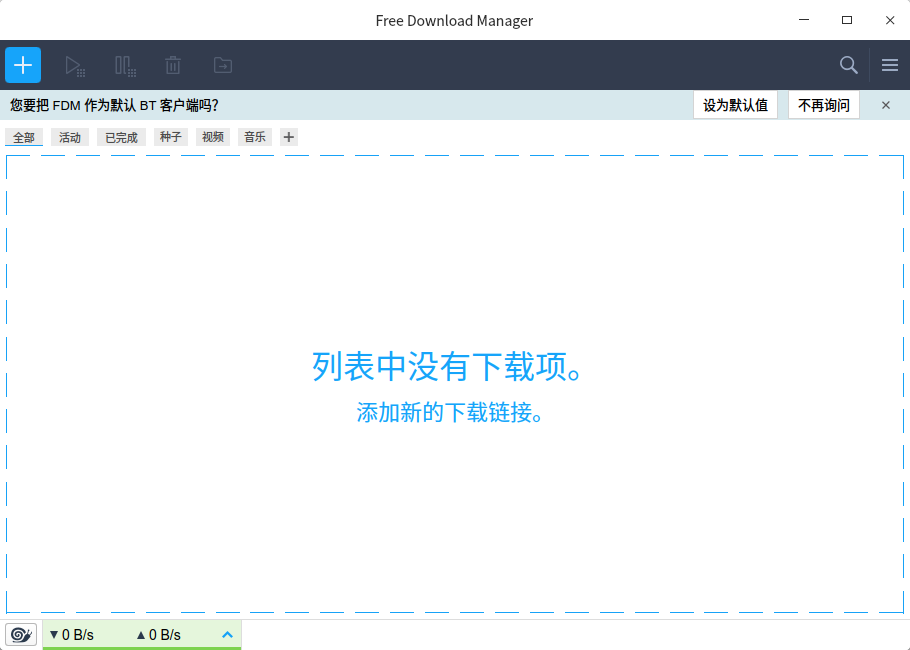 Free Download Manager
您要把 FDM 作为默认 BT 客户端吗? 设为默认值 不再询问
全部 活动 已完成 种子 视频 音乐
列表中没有下载项。
添加新的下载链接。
▼0 B/s ▲0 B/s